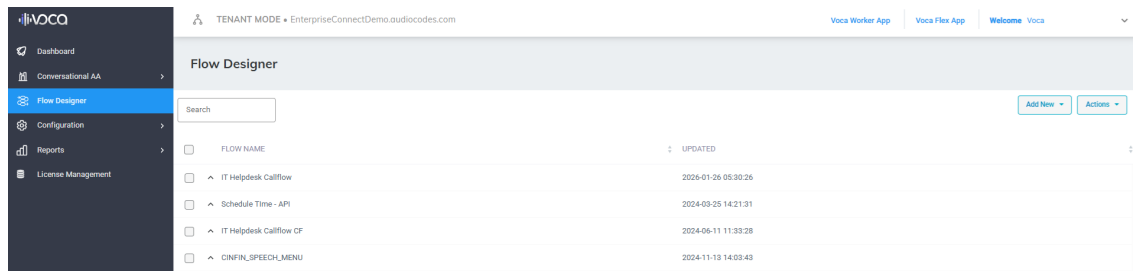 VOCA
TENANT MODE • EnterpriseConnectDemo.audiocodes.com
Voca Worker App
Voca Flex App
Welcome Voca
Dashboard
Conversational AA
Flow Designer
Configuration
Reports
License Management
Flow Designer
Search
Add New
Actions
FLOW NAME UPDATED
IT Helpdesk Callflow 2026-01-26 05:30:26
Schedule Time - API 2024-03-25 14:21:31
IT Helpdesk Callflow CF 2024-06-11 11:33:28
CINFIN_SPEECH_MENU 2024-11-13 14:03:43